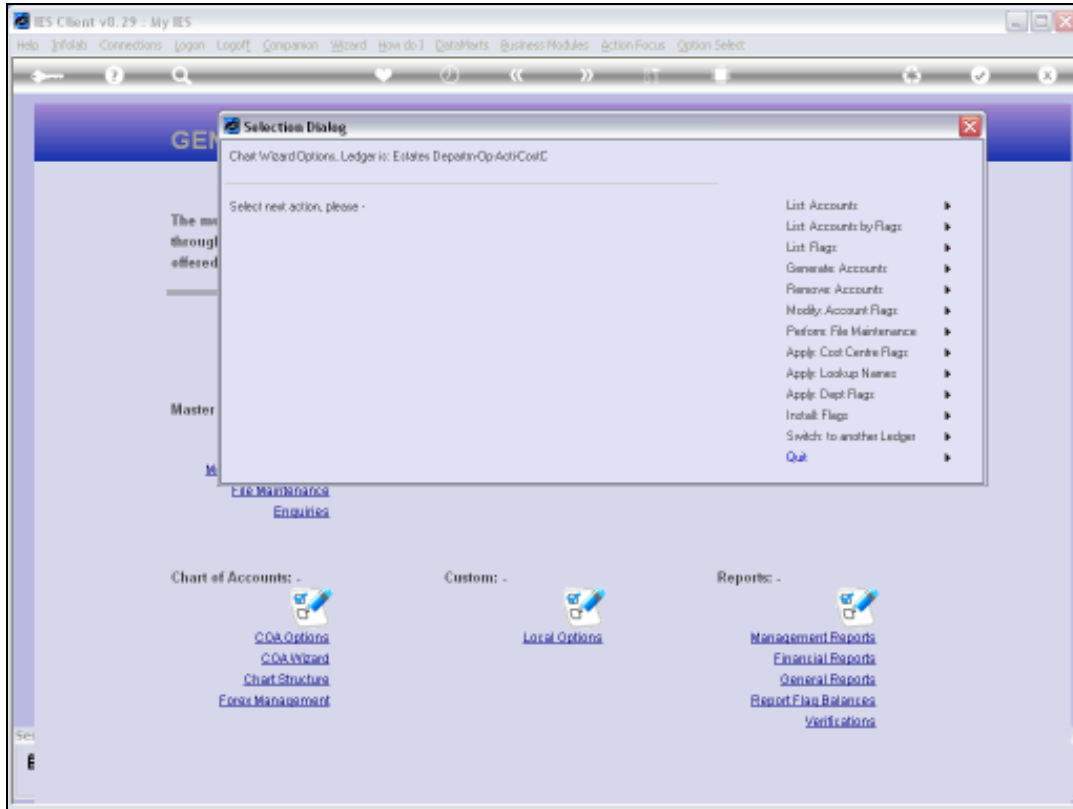 IES Client v8.29 : My IES
Help Infolab Connections Logon Logoff Companion Wizard How do I DataMarts Business Modules Action Focus Option Select
GEN
Selection Dialog
Chart Wizard Options, Ledger is: Estates Departm-Op-Acti-CostC
Select next action, please -
List Accounts
List Accounts by Flags
List Flags
Generate: Accounts
Remove: Accounts
Modify: Account Flags
Perform: File Maintenance
Apply: Cost Centre Flags
Apply: Lookup Names
Apply: Dept Flags
Install: Flags
Switch: to another Ledger
Quit
The
through
offered
Master
M
File Maintenance
Enquiries
Chart of Accounts: -
COA Options
COA Wizard
Chart Structure
Forex Management
Custom: -
Local Options
Reports: -
Management Reports
Financial Reports
General Reports
Report Flag Balances
Verifications
Ser